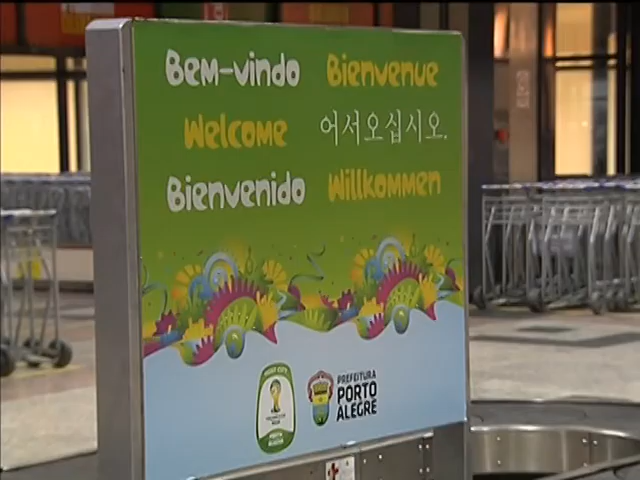 Bem-vindo Bienvenue
Welcome 어서오십시오.
Bienvenido Willkommen
PREFEITURA
PORTO
ALEGRE